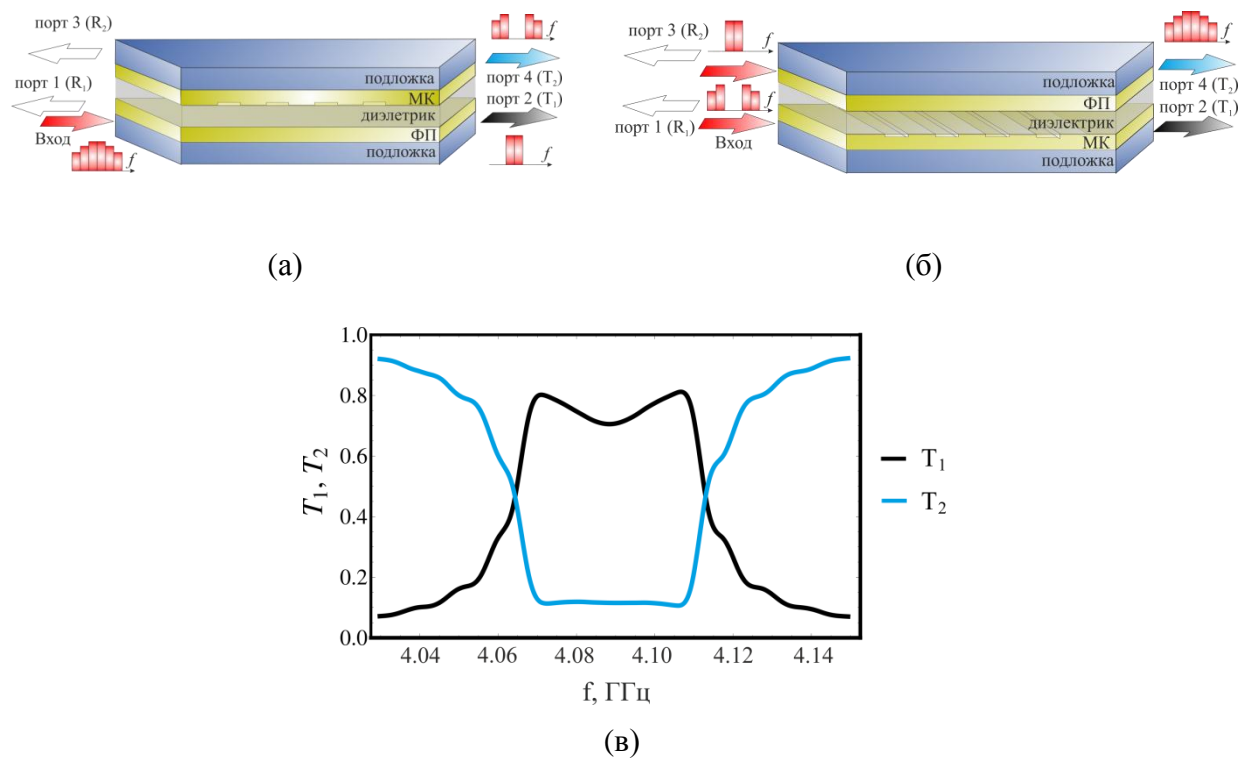 порт 3 (R₂)
f
порт 4 (T₂)
порт 1 (R₁)
порт 2 (T₁)
подложка
МК
диэлектрик
ФП
подложка
Вход
f
f
(а)
порт 3 (R₂)
f
f
порт 4 (T₂)
порт 1 (R₁)
f
порт 2 (T₁)
Вход
подложка
ФП
диэлектрик
МК
подложка
(б)
T₁, T₂
1.0
0.8
0.6
0.4
0.2
0.0
4.04 4.06 4.08 4.10 4.12 4.14
f, ГГц
T₁
T₂
(в)